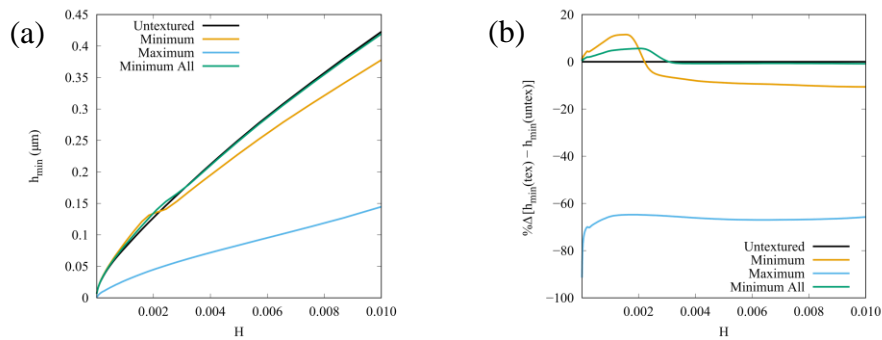 (a)
0.45
0.4
0.35
0.3
0.25
0.2
0.15
0.1
0.05
0
h_min (μm)
Untextured
Minimum
Maximum
Minimum All
0.002
0.004
0.006
0.008
0.010
H
(b)
20
0
−20
−40
−60
−80
−100
%Δ [h_min(tex) − h_min(untex)]
Untextured
Minimum
Maximum
Minimum All
0.002
0.004
0.006
0.008
0.010
H